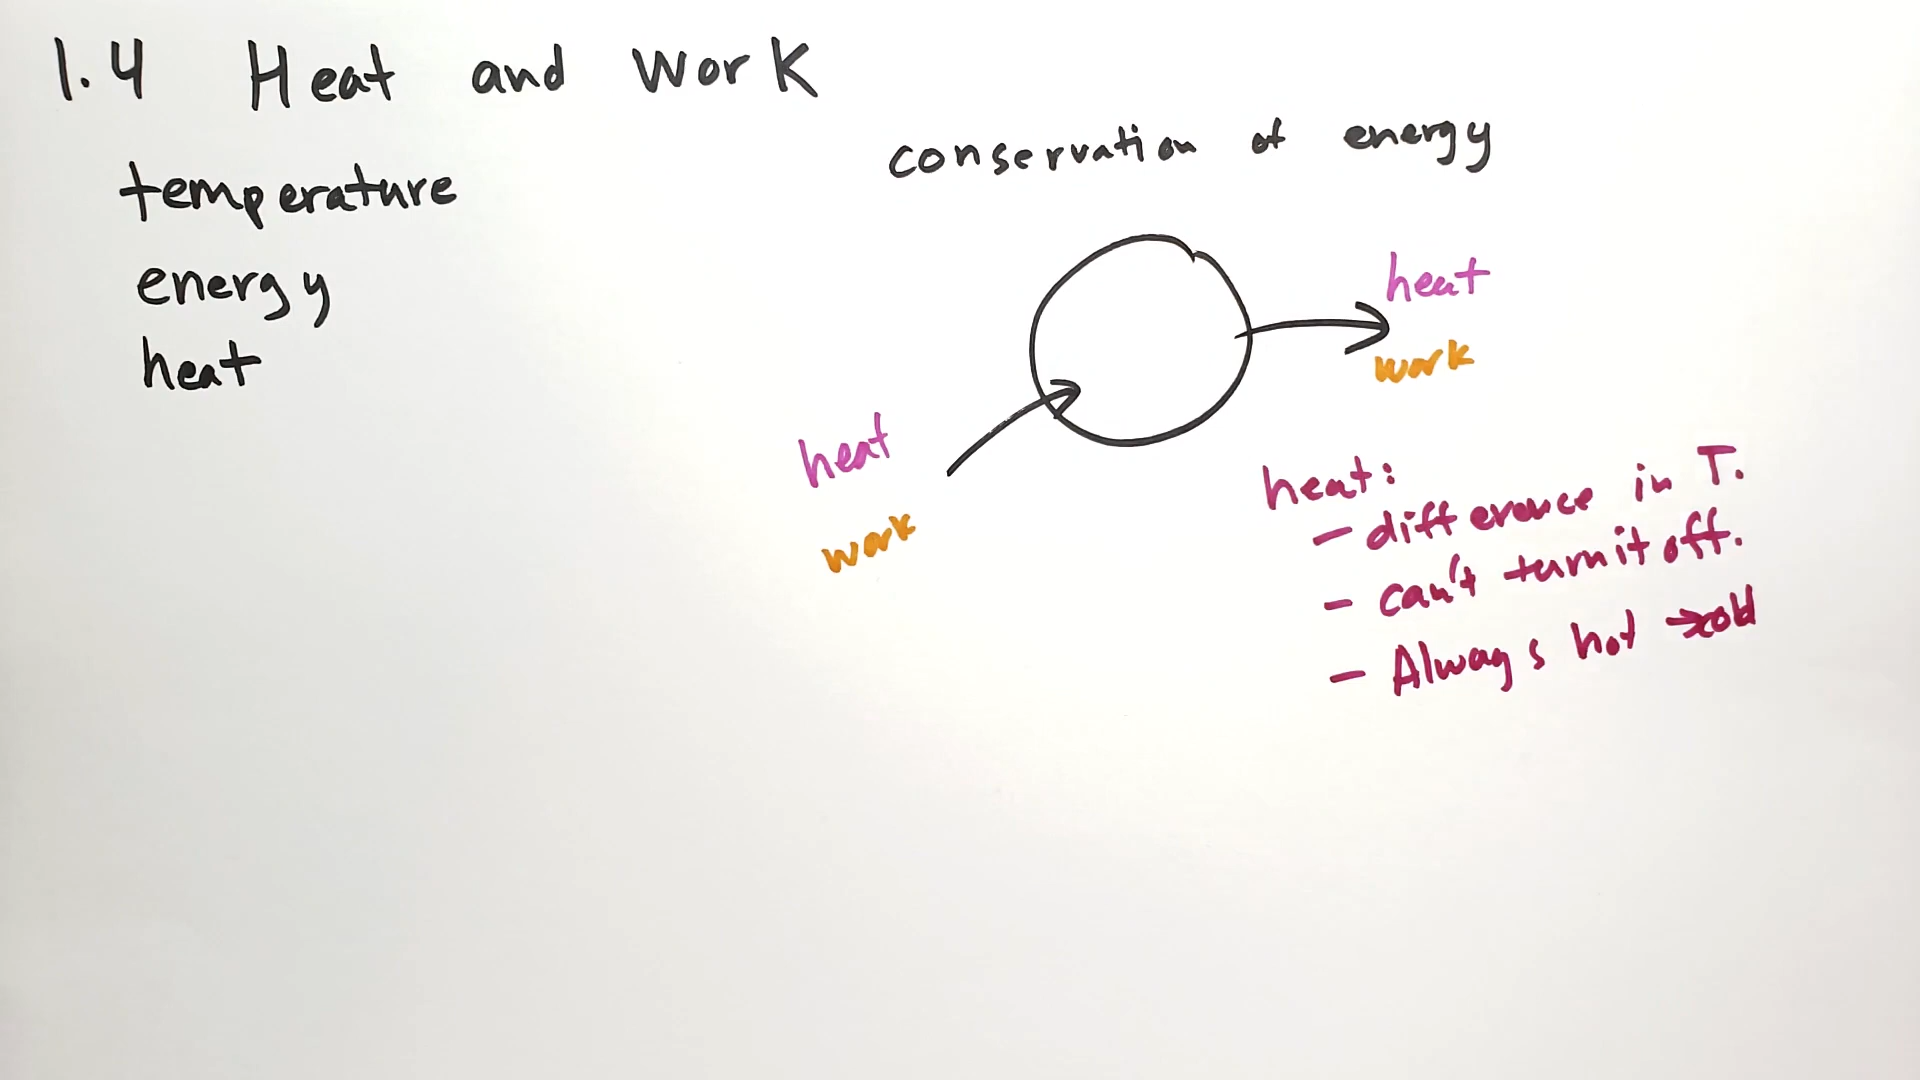 1.4 Heat and Work
temperature
energy
heat
conservation of energy
heat
work
heat
work
heat:
- difference in T.
- can't turn it off.
- Always hot → cold